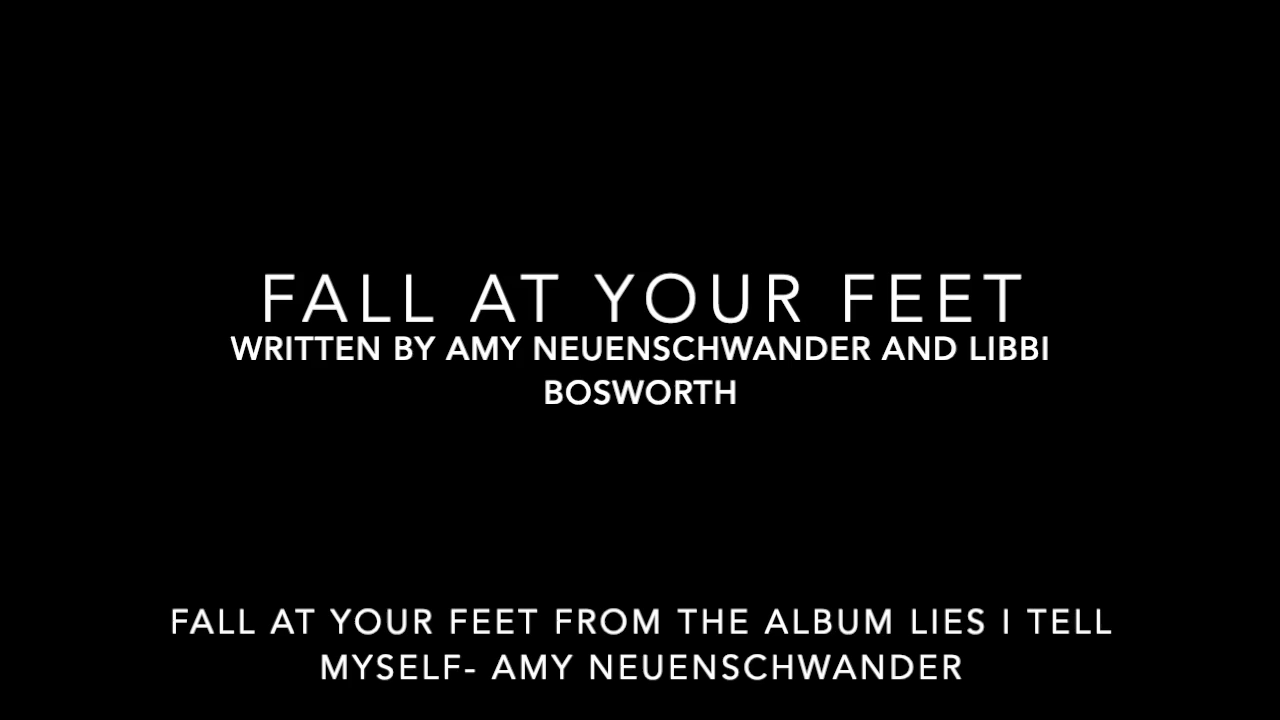 FALL AT YOUR FEET
WRITTEN BY AMY NEUENSCHWANDER AND LIBBI
BOSWORTH
FALL AT YOUR FEET FROM THE ALBUM LIES I TELL
MYSELF- AMY NEUENSCHWANDER